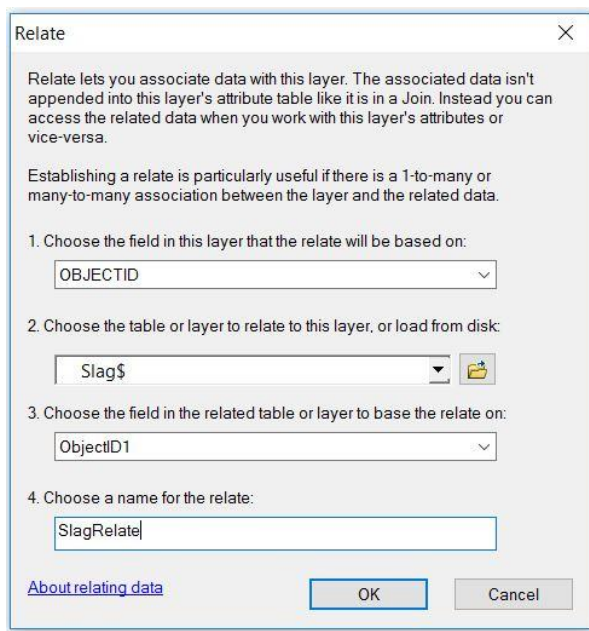 Relate
Relate lets you associate data with this layer. The associated data isn't
appended into this layer's attribute table like it is in a Join. Instead you can
access the related data when you work with this layer's attributes or
vice-versa.
Establishing a relate is particularly useful if there is a 1-to-many or
many-to-many association between the layer and the related data.
1. Choose the field in this layer that the relate will be based on:
OBJECTID
2. Choose the table or layer to relate to this layer, or load from disk:
Slag$
3. Choose the field in the related table or layer to base the relate on:
ObjectID1
4. Choose a name for the relate:
SlagRelate
About relating data
OK
Cancel